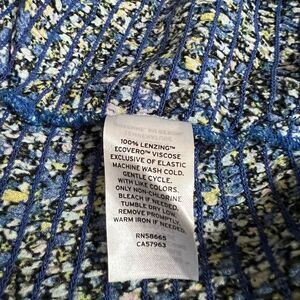 100% LENZING™
ECOVERO™ VISCOSE
EXCLUSIVE OF ELASTIC
MACHINE WASH COLD.
GENTLE CYCLE.
WITH LIKE COLORS.
ONLY NON-CHLORINE
BLEACH IF NEEDED.
TUMBLE DRY LOW.
REMOVE PROMPTLY.
WARM IRON IF NEEDED.
RN58665
CA57963